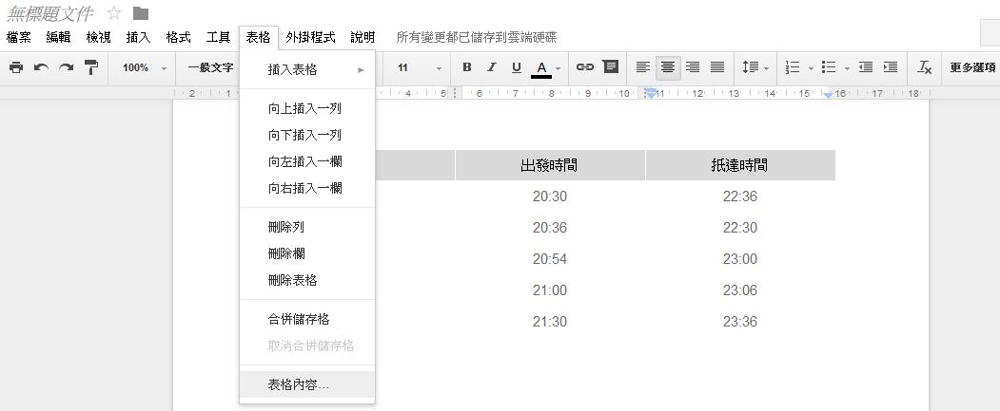 無標題文件
檔案 編輯 檢視 插入 格式 工具 表格 外掛程式 說明 所有變更都已儲存到雲端硬碟
100% 一般文字 11 B I U A 更多選項
2 1 4 5 6 7 8 9 10 11 12 13 14 15 16 17 18
插入表格
向上插入一列
向下插入一列
向左插入一欄
向右插入一欄
刪除列
刪除欄
刪除表格
合併儲存格
取消合併儲存格
表格內容...
出發時間 抵達時間
20:30 22:36
20:36 22:30
20:54 23:00
21:00 23:06
21:30 23:36